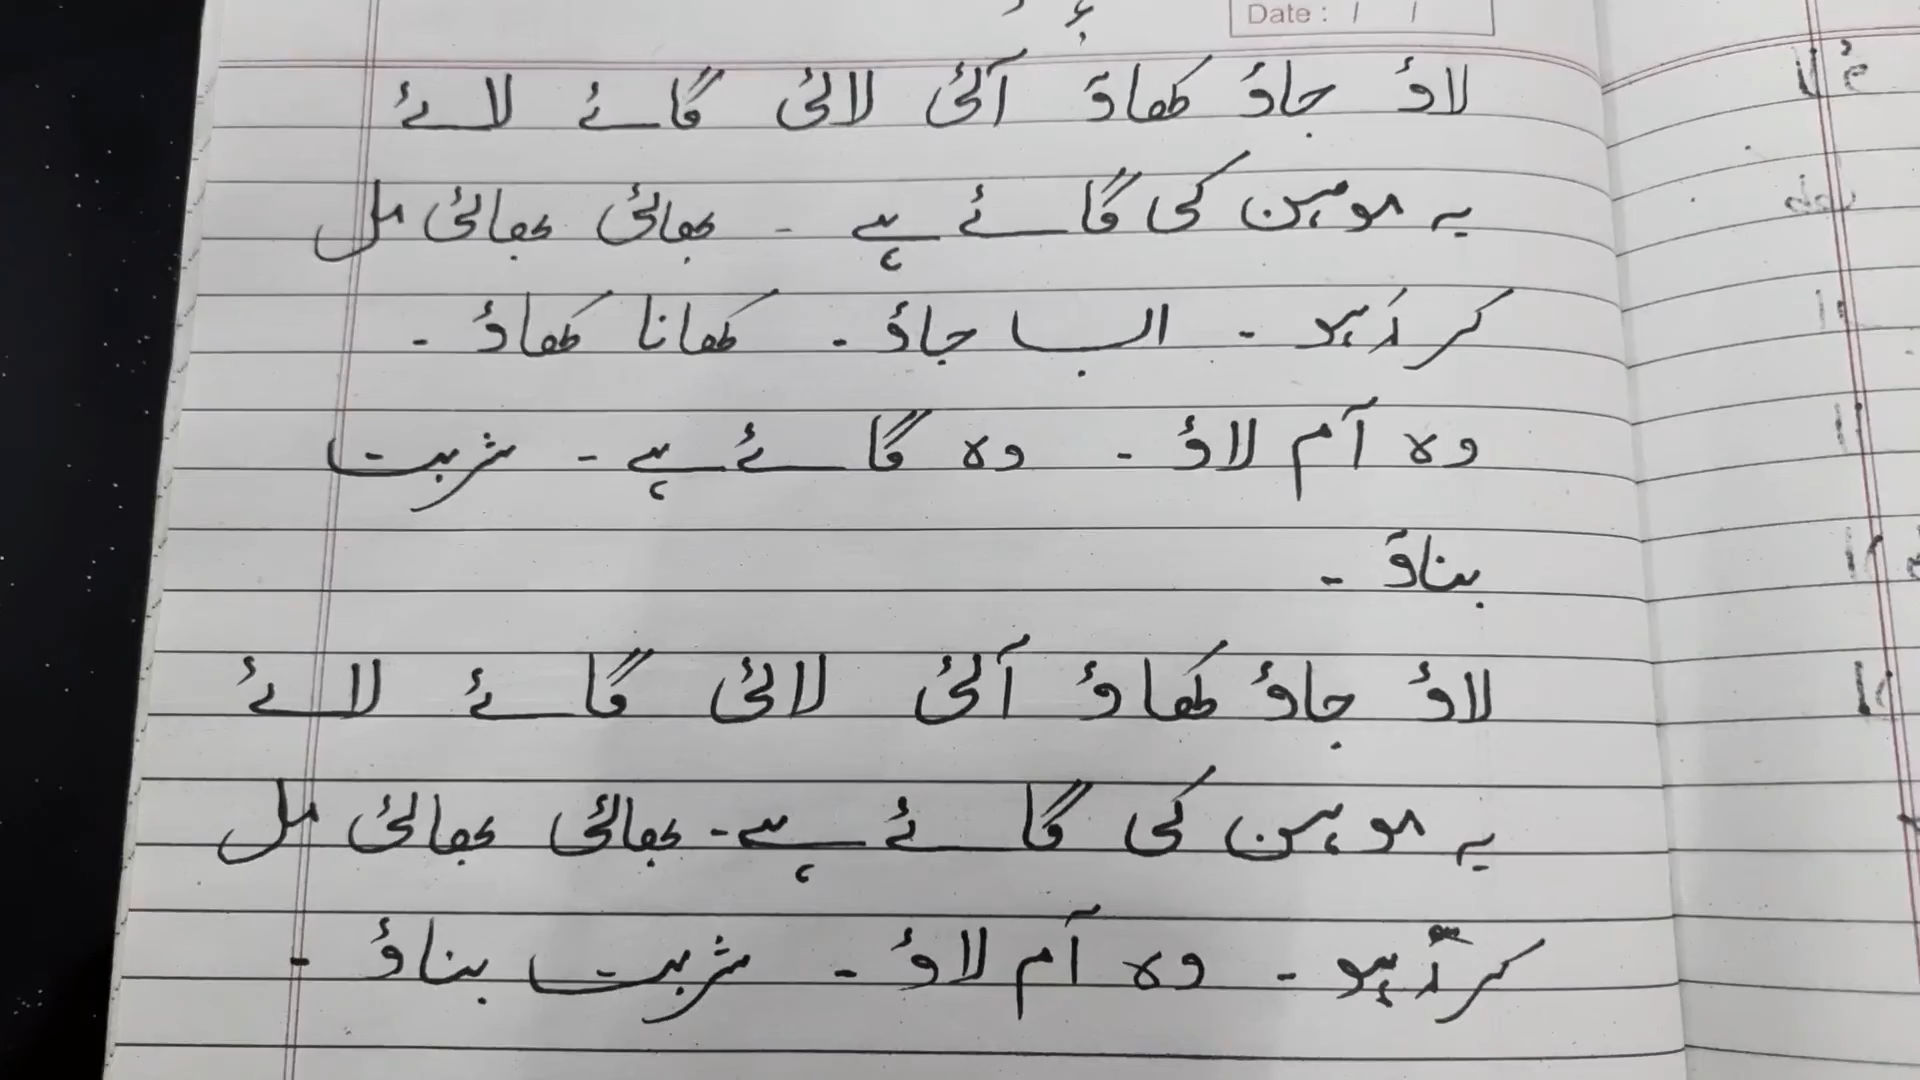 Date : / /
لاؤ جاؤ کھاؤ آئی لائی گائے لائے
یہ موہن کی گائے ہے ۔ بھائی بھائی مل
کر رہو ۔ اب جاؤ ۔ کھانا کھاؤ ۔
وہ آم لاؤ ۔ وہ گائے ہے ۔ شربت
بناؤ ۔
لاؤ جاؤ کھاؤ آئی لائی گائے لائے
یہ موہن کی گائے ہے ۔ بھائی بھائی مل
کر رہو ۔ وہ آم لاؤ ۔ شربت بناؤ ۔